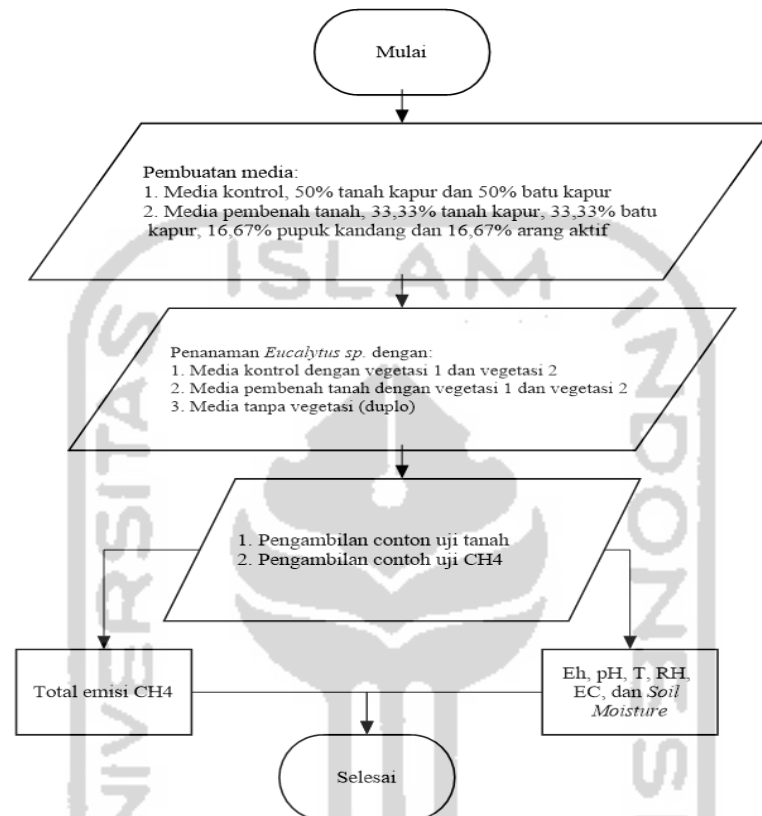 Mulai
Pembuatan media:
1. Media kontrol, 50% tanah kapur dan 50% batu kapur
2. Media pembenah tanah, 33,33% tanah kapur, 33,33% batu
kapur, 16,67% pupuk kandang dan 16,67% arang aktif
ISLAM
UNIVERSITAS
INDONESI
Penanaman Eucalytus sp. dengan:
1. Media kontrol dengan vegetasi 1 dan vegetasi 2
2. Media pembenah tanah dengan vegetasi 1 dan vegetasi 2
3. Media tanpa vegetasi (duplo)
1. Pengambilan conton uji tanah
2. Pengambilan contoh uji CH4
Total emisi CH4
Eh, pH, T, RH,
EC, dan Soil
Moisture
Selesai